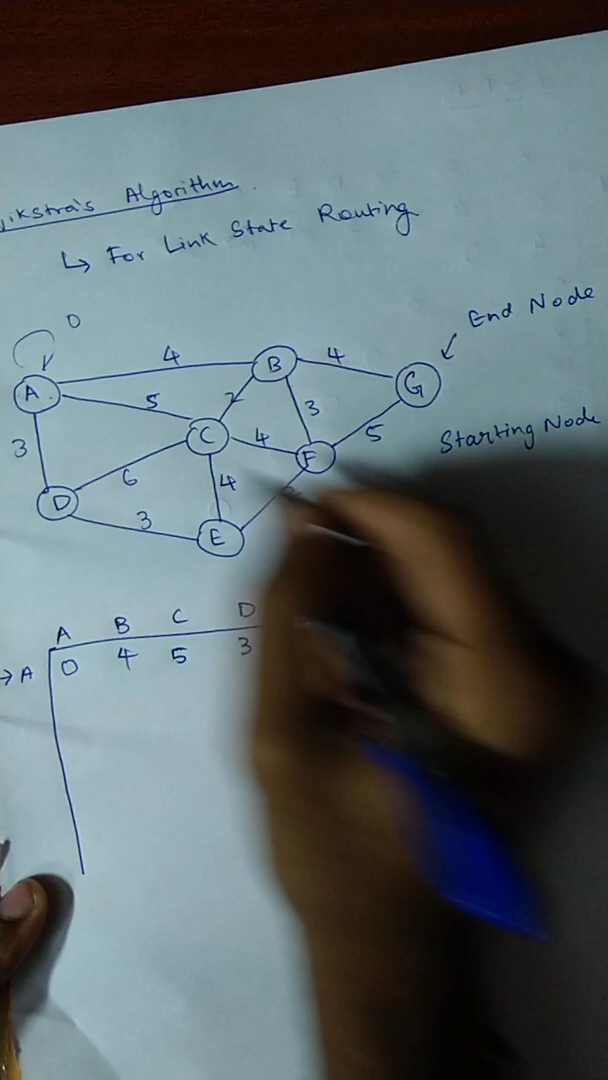 ikstra's Algorithm.
↳ For Link State Routing
End Node
0
A 4 B 4 G
5
2 3
3 C 4 F 5
Starting Node
6
4
D 3 E
A B C D
→ A 0 4 5 3